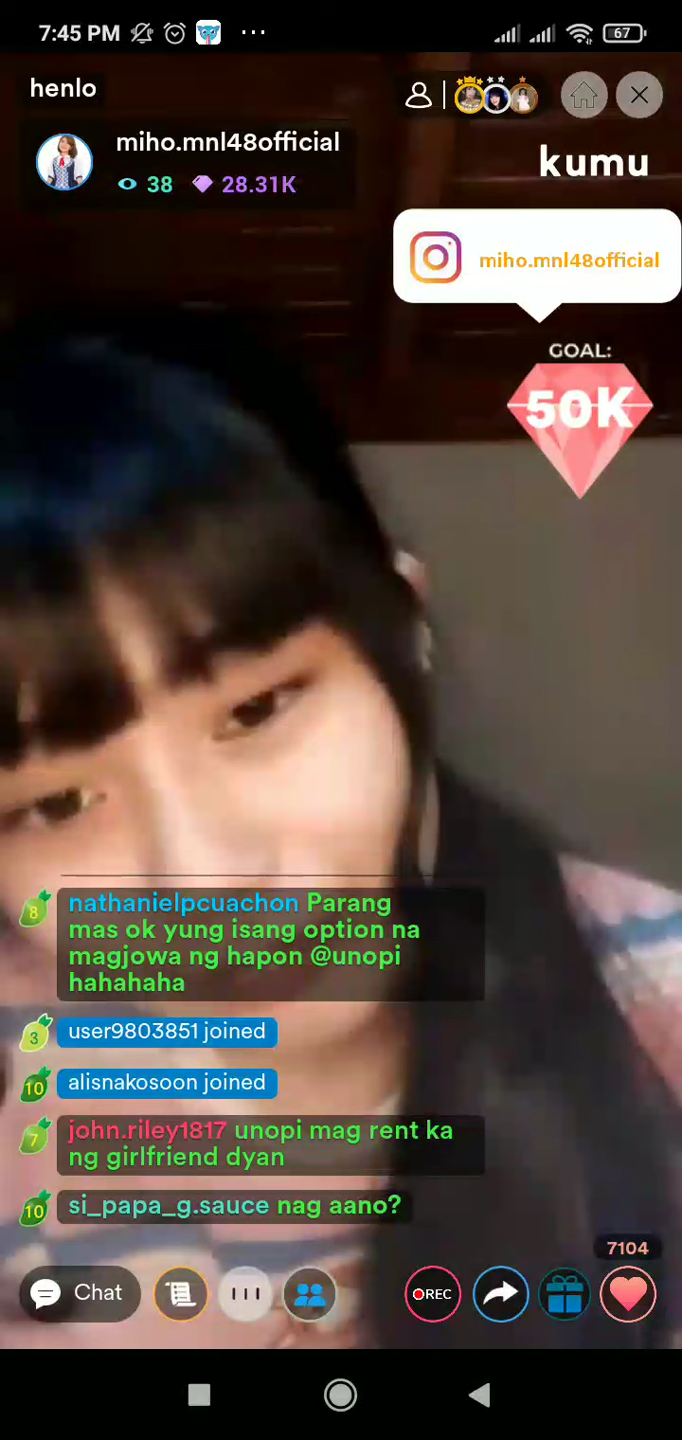 7:45 PM
67
henlo
miho.mnl48official
38 28.31K
kumu
miho.mnl48official
GOAL:
50K
8
nathanielpcuachon Parang
mas ok yung isang option na
magjowa ng hapon @unopi
hahahaha
3
user9803851 joined
10
alisnakosoon joined
7
john.riley1817 unopi mag rent ka
ng girlfriend dyan
10
si_papa_g.sauce nag aano?
7104
Chat
REC